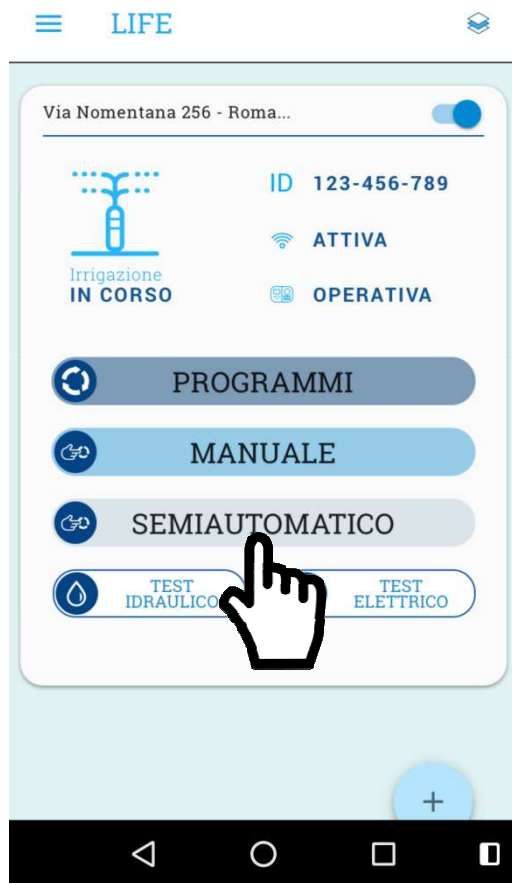 LIFE
Via Nomentana 256 - Roma...
ID 123-456-789
ATTIVA
Irrigazione
IN CORSO
OPERATIVA
PROGRAMMI
MANUALE
SEMIAUTOMATICO
TEST
IDRAULICO
TEST
ELETTRICO
+